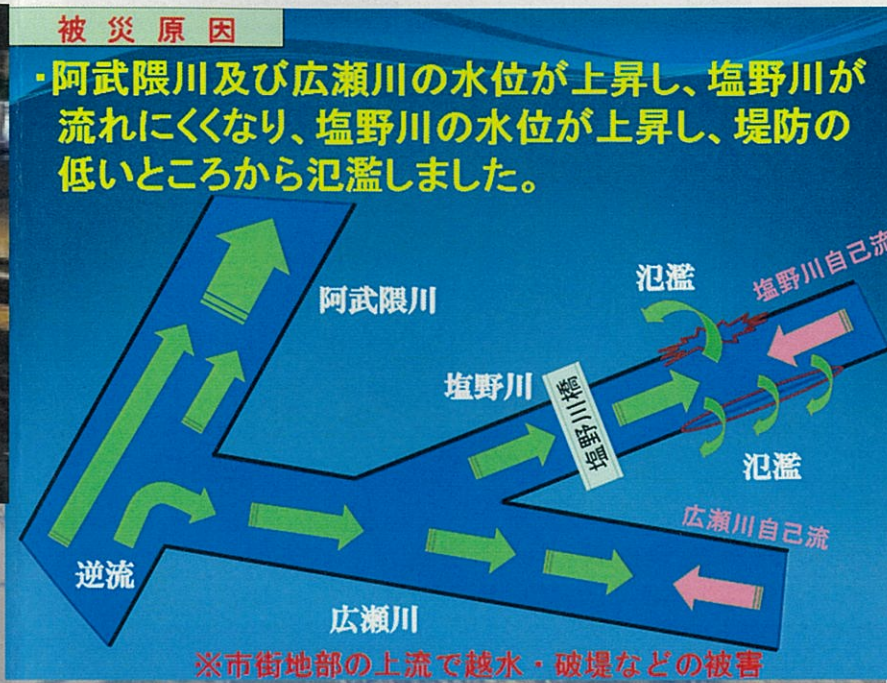 被災原因
・阿武隈川及び広瀬川の水位が上昇し、塩野川が
流れにくくなり、塩野川の水位が上昇し、堤防の
低いところから氾濫しました。
阿武隈川
氾濫
塩野川自己流
塩野川
塩野川橋
氾濫
広瀬川自己流
逆流
広瀬川
※市街地部の上流で越水・破堤などの被害